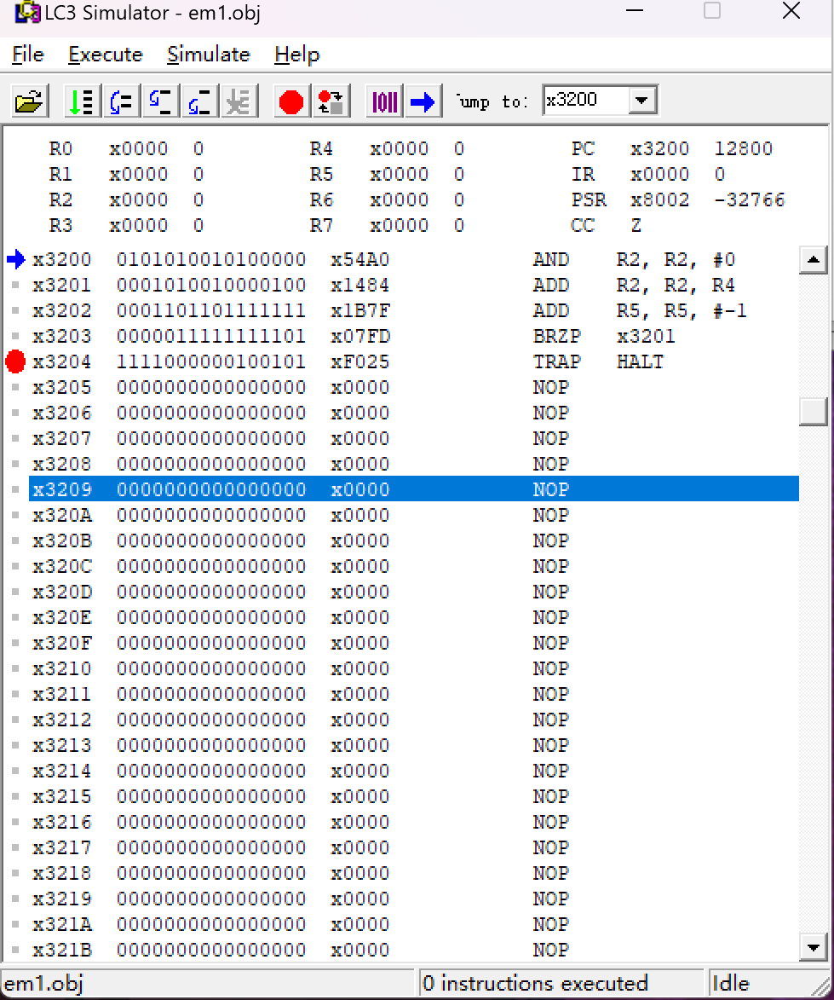 LC3 Simulator - em1.obj
File Execute Simulate Help
Jump to: x3200
R0 x0000 0 R4 x0000 0 PC x3200 12800
R1 x0000 0 R5 x0000 0 IR x0000 0
R2 x0000 0 R6 x0000 0 PSR x8002 -32766
R3 x0000 0 R7 x0000 0 CC Z
x3200 0101010010100000 x54A0 AND R2, R2, #0
x3201 0001010010000100 x1484 ADD R2, R2, R4
x3202 0001101101111111 x1B7F ADD R5, R5, #-1
x3203 0000011111111101 x07FD BRZP x3201
x3204 1111000000100101 xF025 TRAP HALT
x3205 0000000000000000 x0000 NOP
x3206 0000000000000000 x0000 NOP
x3207 0000000000000000 x0000 NOP
x3208 0000000000000000 x0000 NOP
x3209 0000000000000000 x0000 NOP
x320A 0000000000000000 x0000 NOP
x320B 0000000000000000 x0000 NOP
x320C 0000000000000000 x0000 NOP
x320D 0000000000000000 x0000 NOP
x320E 0000000000000000 x0000 NOP
x320F 0000000000000000 x0000 NOP
x3210 0000000000000000 x0000 NOP
x3211 0000000000000000 x0000 NOP
x3212 0000000000000000 x0000 NOP
x3213 0000000000000000 x0000 NOP
x3214 0000000000000000 x0000 NOP
x3215 0000000000000000 x0000 NOP
x3216 0000000000000000 x0000 NOP
x3217 0000000000000000 x0000 NOP
x3218 0000000000000000 x0000 NOP
x3219 0000000000000000 x0000 NOP
x321A 0000000000000000 x0000 NOP
x321B 0000000000000000 x0000 NOP
em1.obj 0 instructions executed Idle